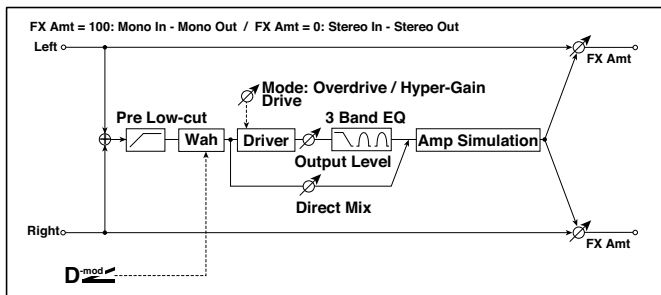 FX Amt = 100: Mono In - Mono Out / FX Amt = 0: Stereo In - Stereo Out
Left
FX Amt
Mode: Overdrive / Hyper-Gain
Drive
Pre Low-cut
3 Band EQ
Wah
Driver
Amp Simulation
Output Level
Direct Mix
Right
FX Amt
D-mod